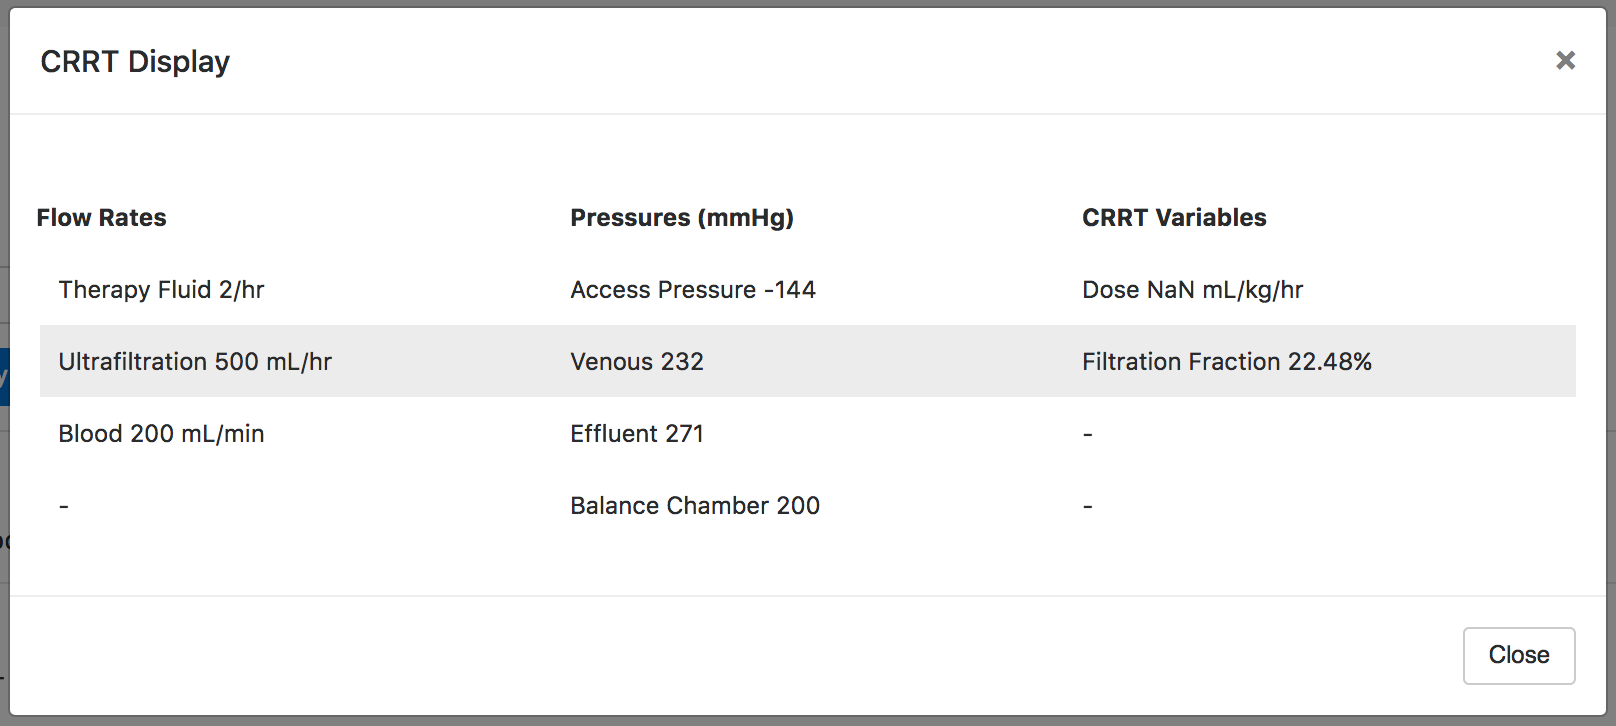 CRRT Display
×
Flow Rates Pressures (mmHg) CRRT Variables
Therapy Fluid 2/hr Access Pressure -144 Dose NaN mL/kg/hr
Ultrafiltration 500 mL/hr Venous 232 Filtration Fraction 22.48%
Blood 200 mL/min Effluent 271 -
- Balance Chamber 200 -
Close